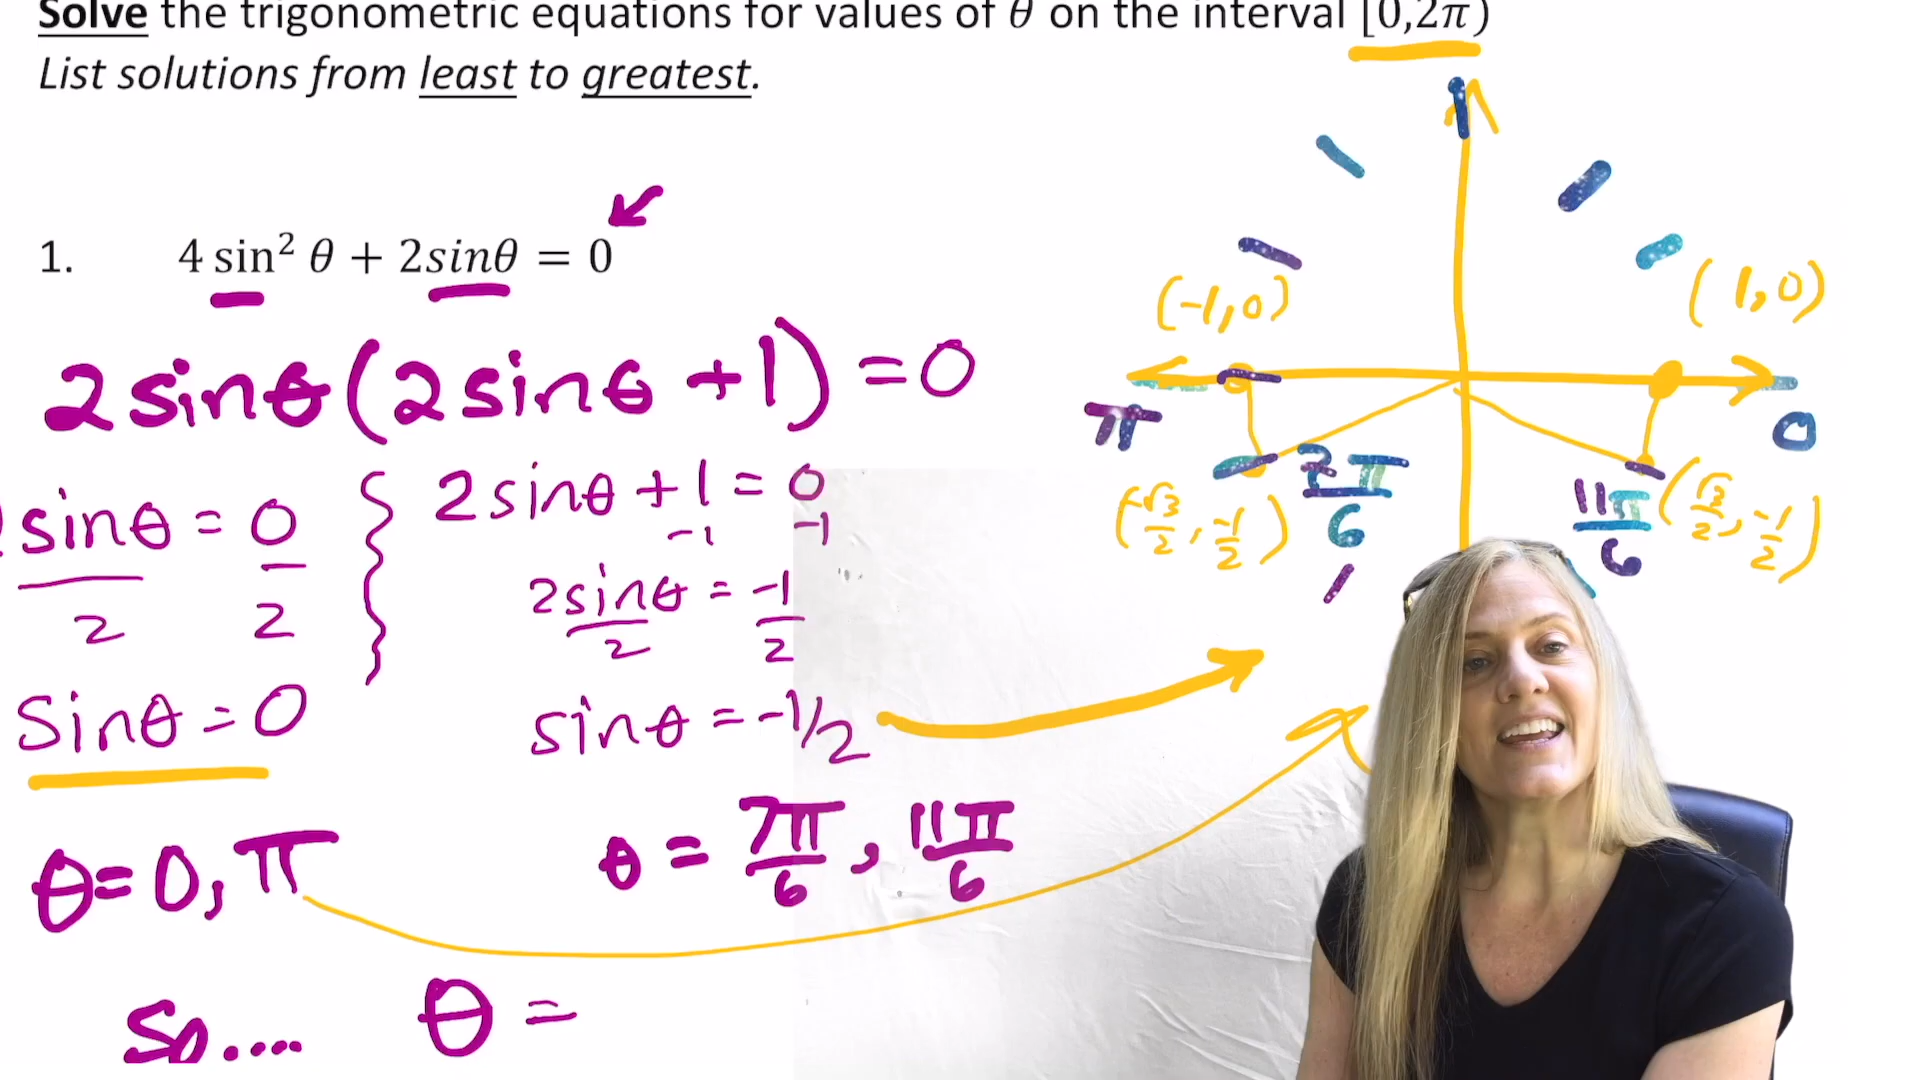 Solve the trigonometric equations for values of θ on the interval [0,2π)
List solutions from least to greatest.
1. 4 sin² θ + 2sinθ = 0
2sinθ(2sinθ +1) = 0
2sinθ/2 = 0/2
sinθ = 0
θ = 0, π
2sinθ + 1 = 0
-1 -1
2sinθ/2 = -1/2
sinθ = -1/2
θ = 7π/6, 11π/6
So.... θ =
(-1,0)
(1,0)
π
0
(-√3/2, -1/2)
7π/6
11π/6
(√3/2, -1/2)